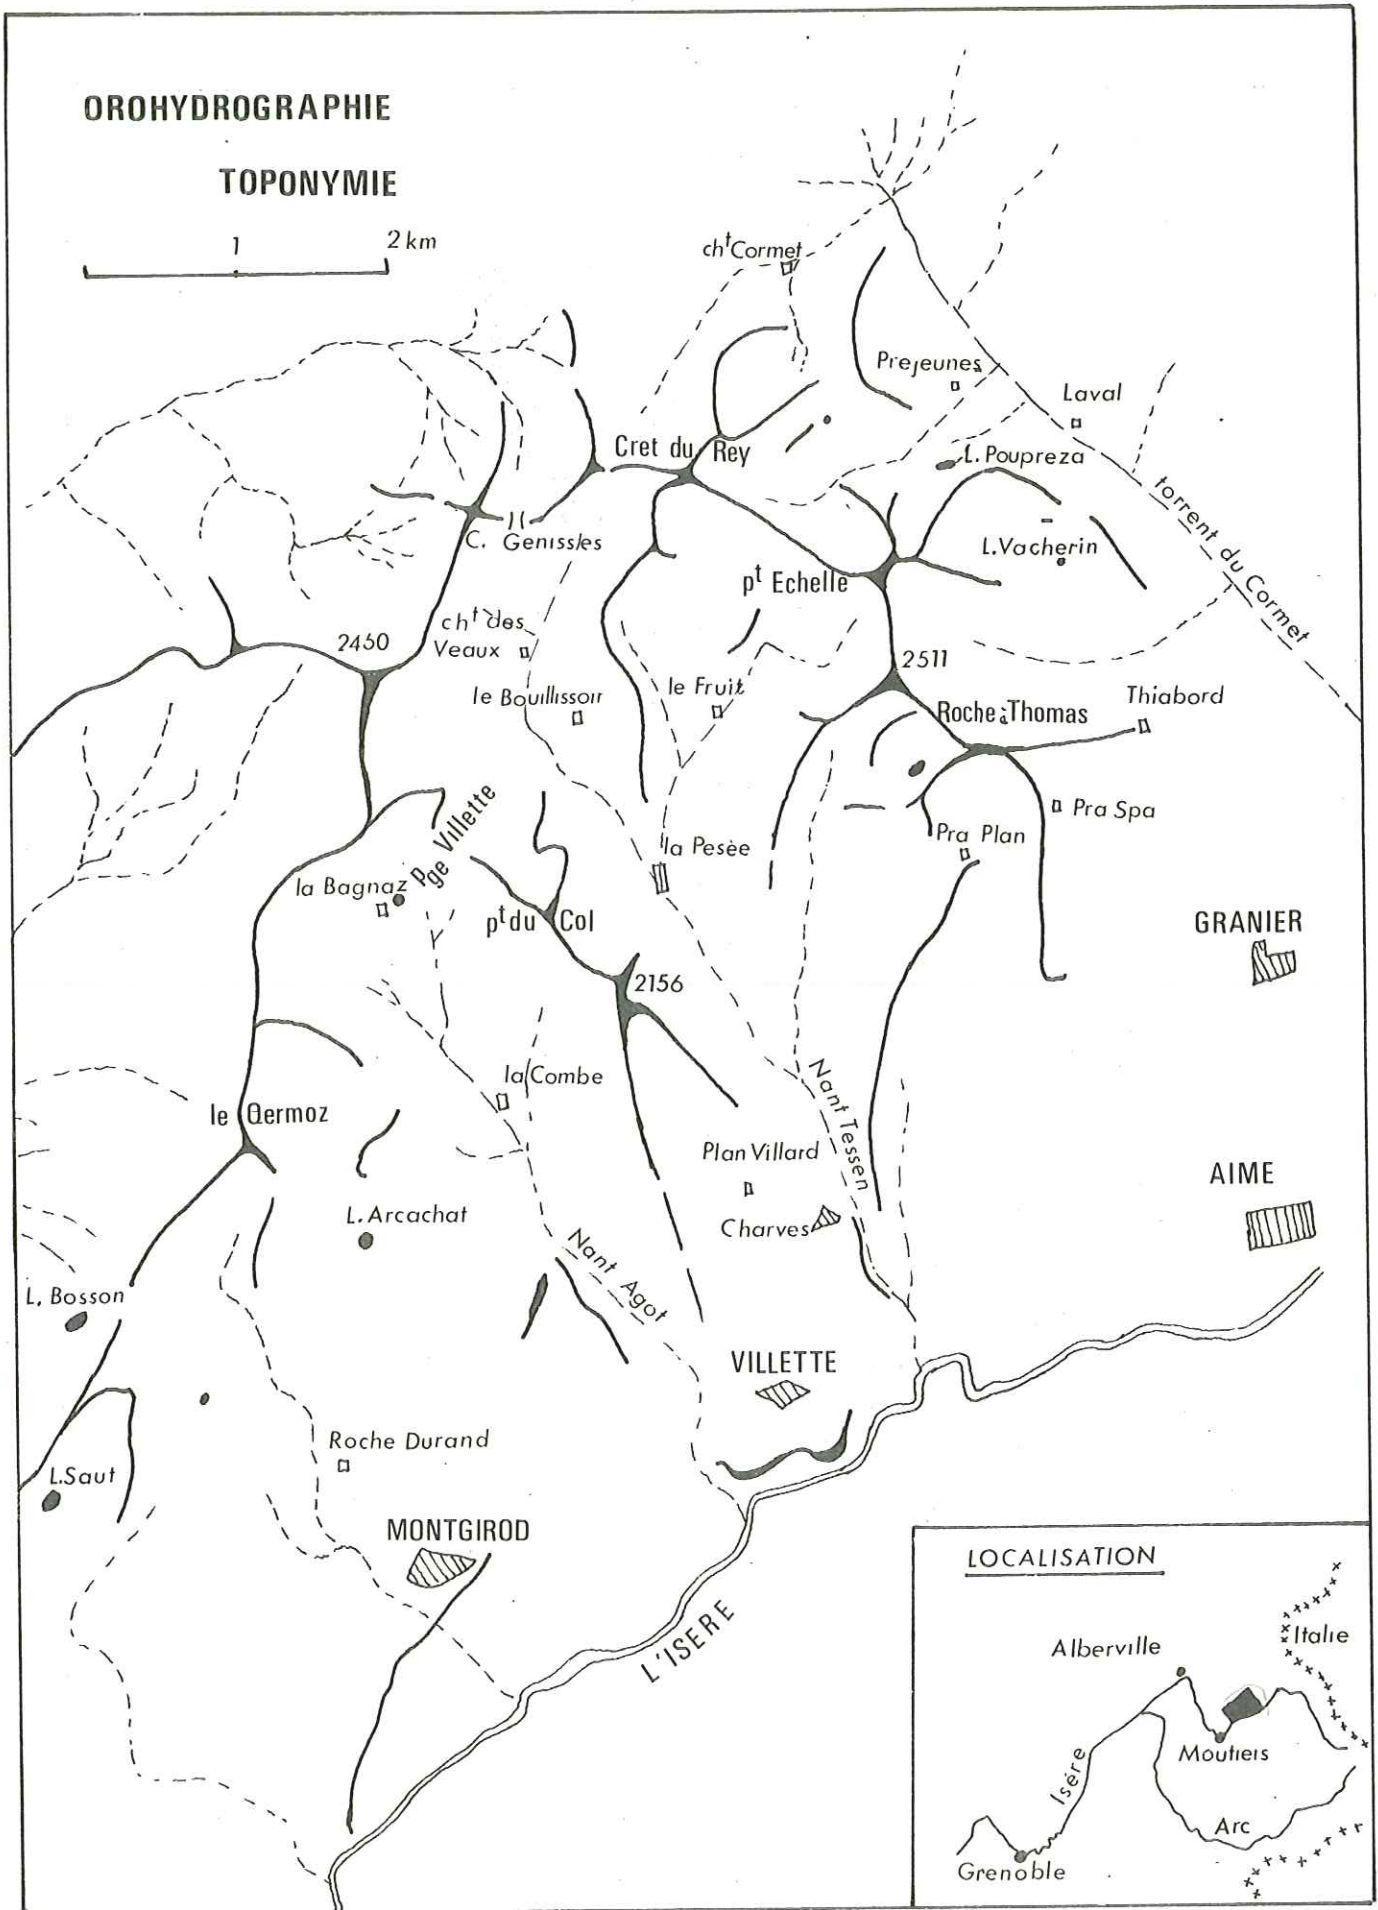 OROHYDROGRAPHIE
TOPONYMIE
1 2 km
cht Cormet
Prejeunes
Laval
Cret du Rey
L. Poupreza
torrent du Cormet
C. Genissles
L. Vacherin
pt Echelle
cht des
Veaux
2450
2511
le Bouillissoir
le Fruit
Thiabord
Roche à Thomas
Pra Spa
pge Villette
Pra Plan
la Pesèe
la Bagnaz
pt du Col
GRANIER
2156
la Combe
Nant Tessen
le Qermoz
Plan Villard
AIME
L. Arcachat
Charves
Nant Agot
L. Bosson
VILLETTE
Roche Durand
L. Saut
MONTGIROD
L'ISERE
LOCALISATION
Alberville
Italie
Moutiers
Isére
Arc
Grenoble